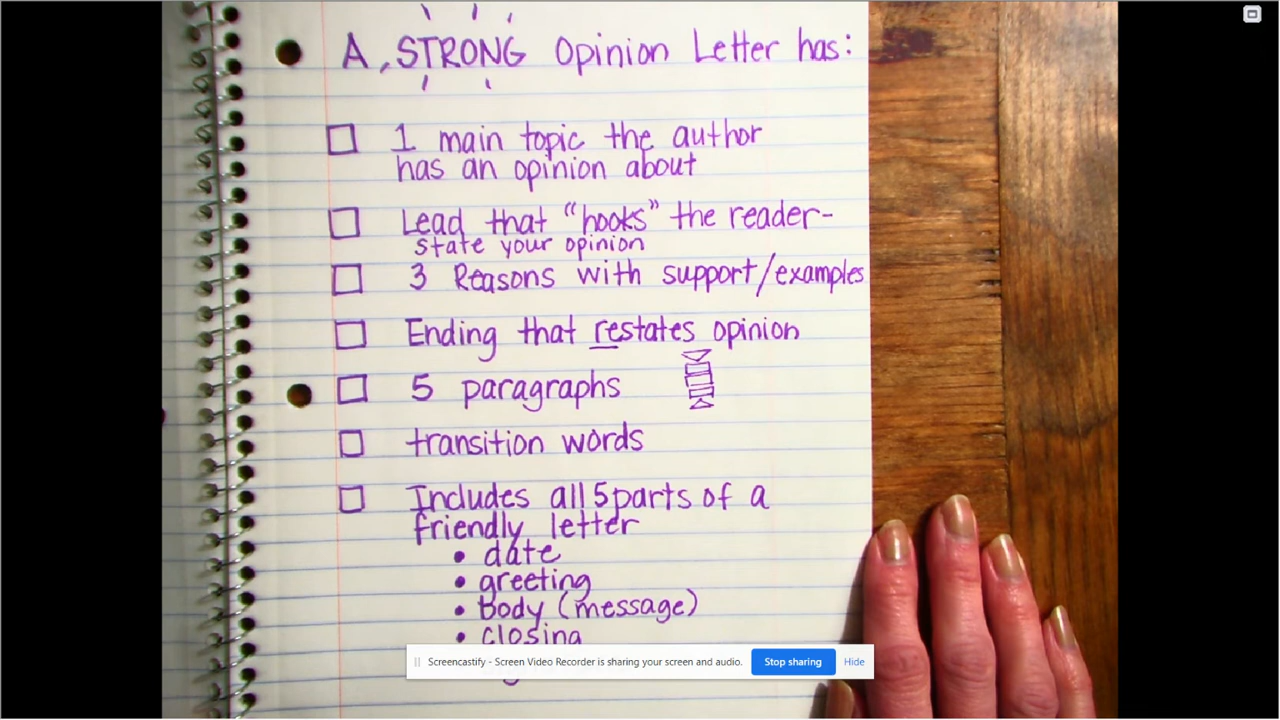 A STRONG Opinion Letter has:
1 main topic the author
has an opinion about
Lead that "hooks" the reader-
state your opinion
3 Reasons with support/examples
Ending that restates opinion
5 paragraphs
transition words
Includes all 5 parts of a
friendly letter
• date
• greeting
• Body (message)
• closing
Screencastify - Screen Video Recorder is sharing your screen and audio. Stop sharing Hide